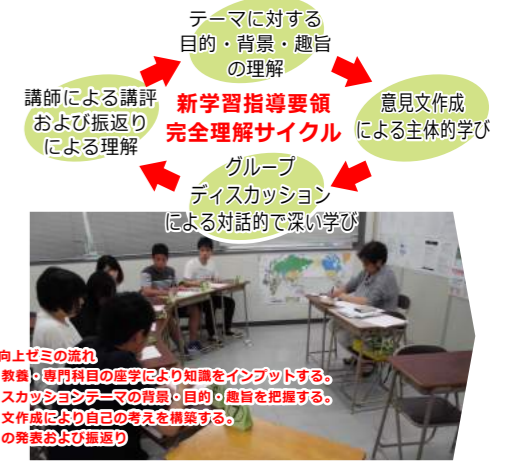 テーマに対する
目的・背景・趣旨
の理解
新学習指導要領
完全理解サイクル
意見文作成
による主体的学び
グループ
ディスカッション
による対話的で深い学び
講師による講評
および振返り
による理解
向上ゼミの流れ
教養・専門科目の座学により知識をインプットする。
スカッションテーマの背景・目的・趣旨を把握する。
文作成により自己の考えを構築する。
の発表および振返り